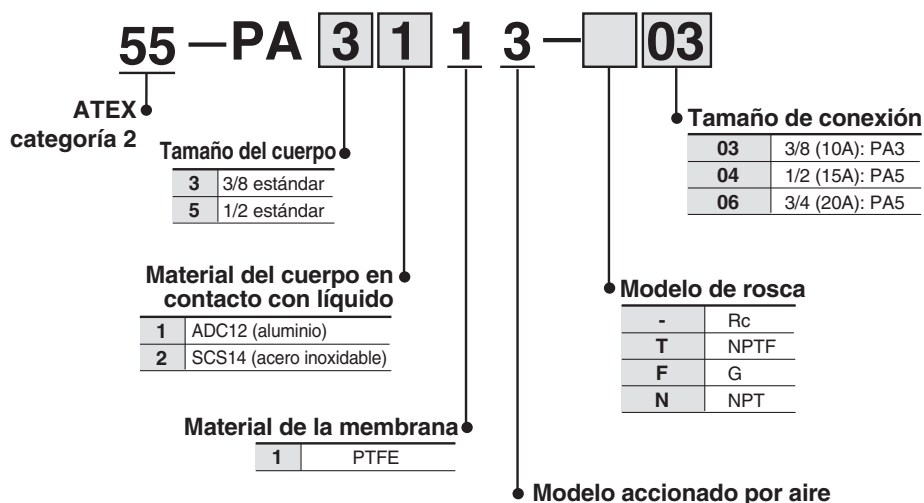 55 — PA 3 1 1 3 — 03
ATEX
categoría 2
Tamaño del cuerpo
3 3/8 estándar
5 1/2 estándar
Material del cuerpo en
contacto con líquido
1 ADC12 (aluminio)
2 SCS14 (acero inoxidable)
Material de la membrana
1 PTFE
Tamaño de conexión
03 3/8 (10A): PA3
04 1/2 (15A): PA5
06 3/4 (20A): PA5
Modelo de rosca
- Rc
T NPTF
F G
N NPT
Modelo accionado por aire